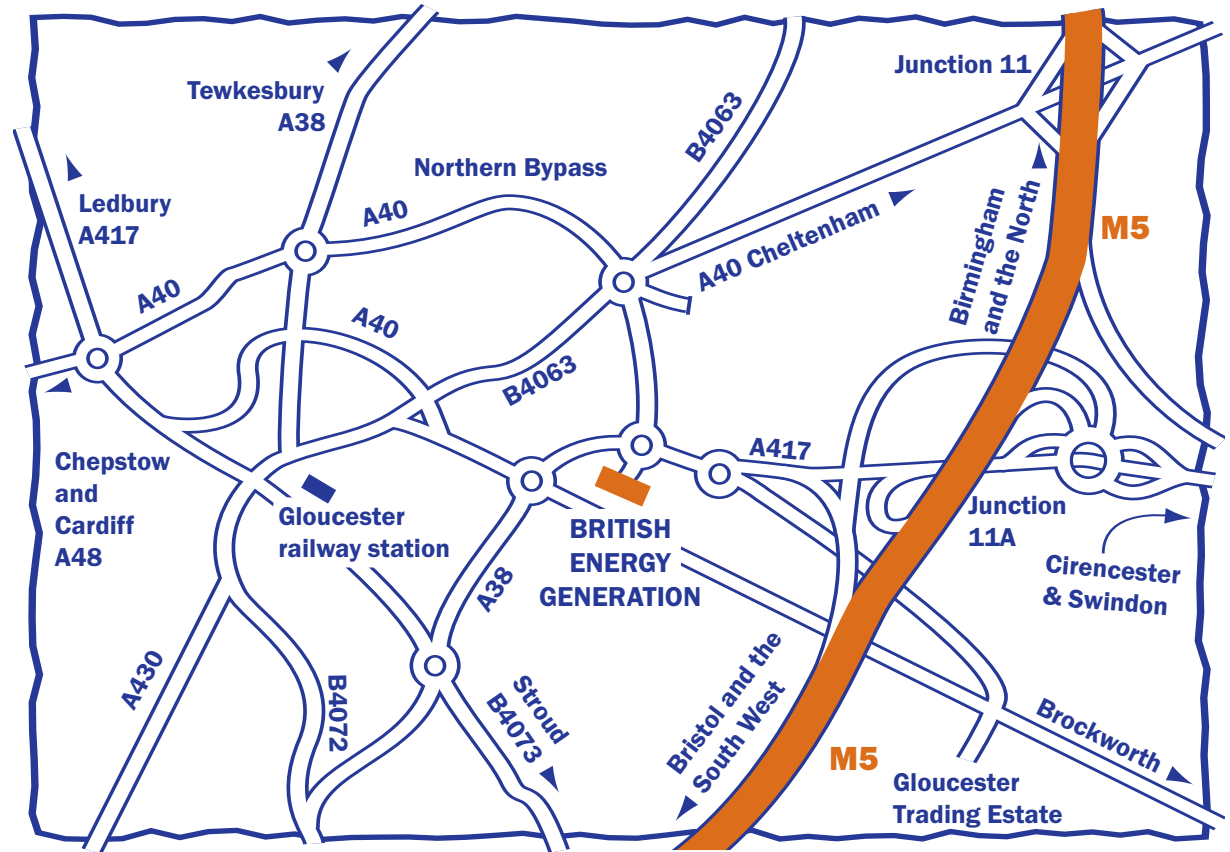 Junction 11
Tewkesbury
A38
B4063
Northern Bypass
Ledbury
A417
A40
A40 Cheltenham
Birmingham
and the North
M5
A40
A40
B4063
A417
Chepstow
and
Cardiff
A48
Gloucester
railway station
BRITISH
ENERGY
GENERATION
Junction
11A
Cirencester
& Swindon
A38
A430
B4072
Stroud
B4073
Bristol and the
South West
M5
Brockworth
Gloucester
Trading Estate